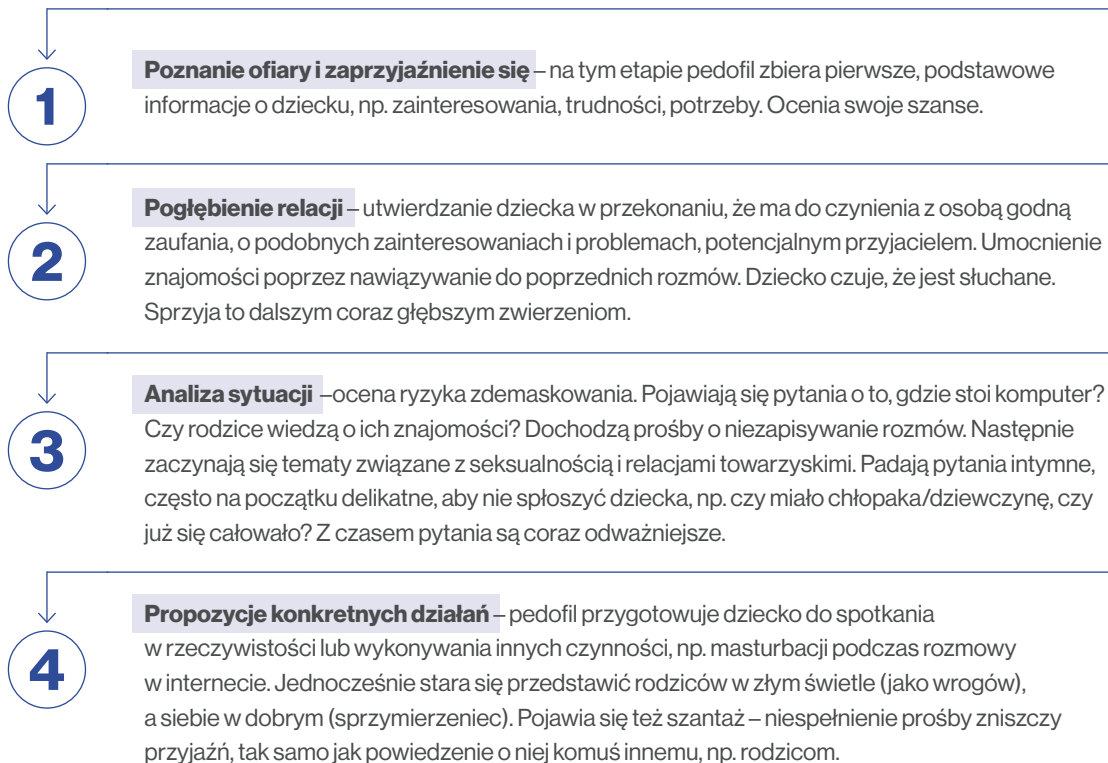 1
Poznanie ofiary i zaprzyjaźnienie się – na tym etapie pedofil zbiera pierwsze, podstawowe
informacje o dziecku, np. zainteresowania, trudności, potrzeby. Ocenia swoje szanse.
2
Pogłębienie relacji – utwierdzanie dziecka w przekonaniu, że ma do czynienia z osobą godną
zaufania, o podobnych zainteresowaniach i problemach, potencjalnym przyjacielem. Umocnienie
znajomości poprzez nawiązywanie do poprzednich rozmów. Dziecko czuje, że jest słuchane.
Sprzyja to dalszym coraz głębszym zwierzeniom.
3
Analiza sytuacji –ocena ryzyka zdemaskowania. Pojawiają się pytania o to, gdzie stoi komputer?
Czy rodzice wiedzą o ich znajomości? Dochodzą prośby o niezapisywanie rozmów. Następnie
zaczynają się tematy związane z seksualnością i relacjami towarzyskimi. Padają pytania intymne,
często na początku delikatne, aby nie spłoszyć dziecka, np. czy miało chłopaka/dziewczynę, czy
już się całowało? Z czasem pytania są coraz odważniejsze.
4
Propozycje konkretnych działań – pedofil przygotowuje dziecko do spotkania
w rzeczywistości lub wykonywania innych czynności, np. masturbacji podczas rozmowy
w internecie. Jednocześnie stara się przedstawić rodziców w złym świetle (jako wrogów),
a siebie w dobrym (sprzymierzeniec). Pojawia się też szantaż – niespełnienie prośby zniszczy
przyjaźń, tak samo jak powiedzenie o niej komuś innemu, np. rodzicom.